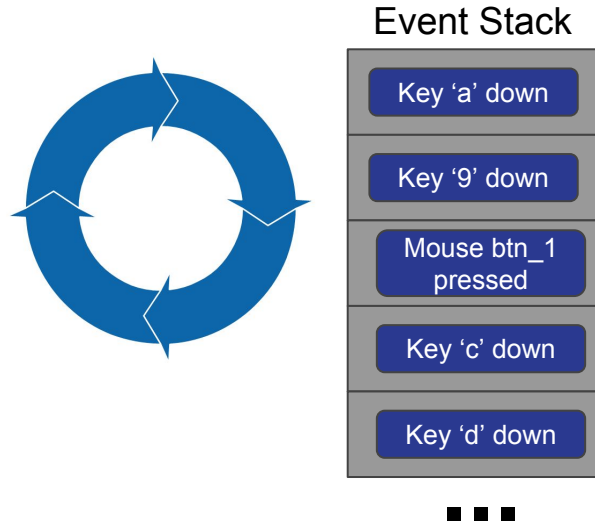 Event Stack
Key ‘a’ down
Key ‘9’ down
Mouse btn_1
pressed
Key ‘c’ down
Key ‘d’ down
...